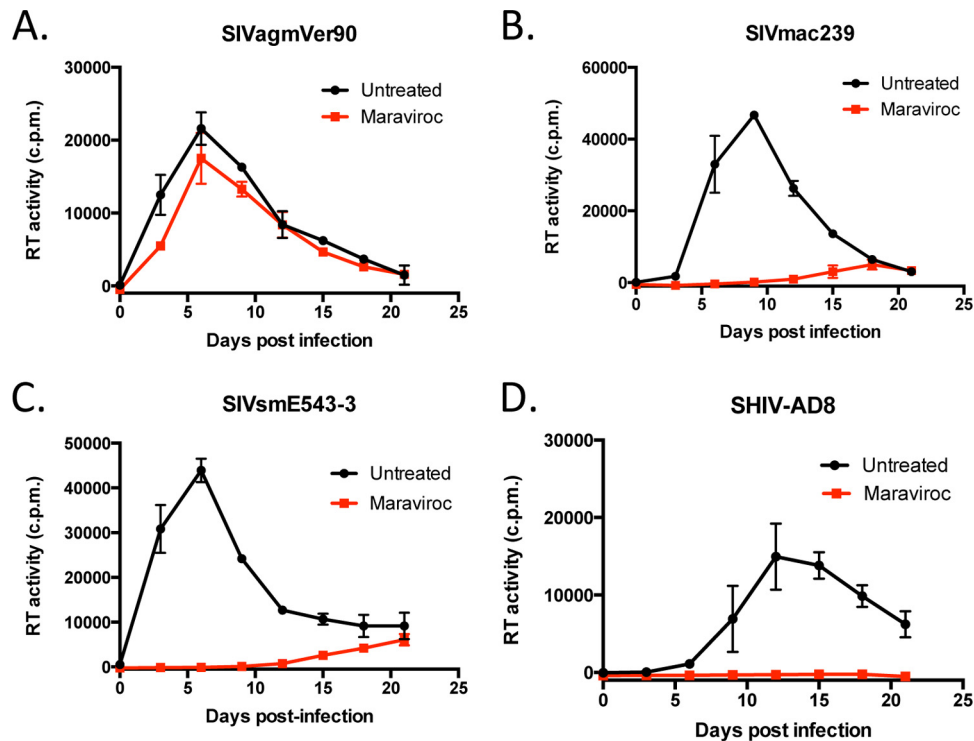 A.
SIVagmVer90
RT activity (c.p.m.)
30000
20000
10000
0
Untreated
Maraviroc
0 5 10 15 20 25
Days post infection
B.
SIVmac239
RT activity (c.p.m.)
60000
40000
20000
0
Untreated
Maraviroc
0 5 10 15 20 25
Days post infection
C.
SIVsmE543-3
RT activity (c.p.m.)
50000
40000
30000
20000
10000
0
Untreated
Maraviroc
0 5 10 15 20 25
Days post-infection
D.
SHIV-AD8
RT activity (c.p.m.)
30000
20000
10000
0
Untreated
Maraviroc
0 5 10 15 20 25
Days post infection